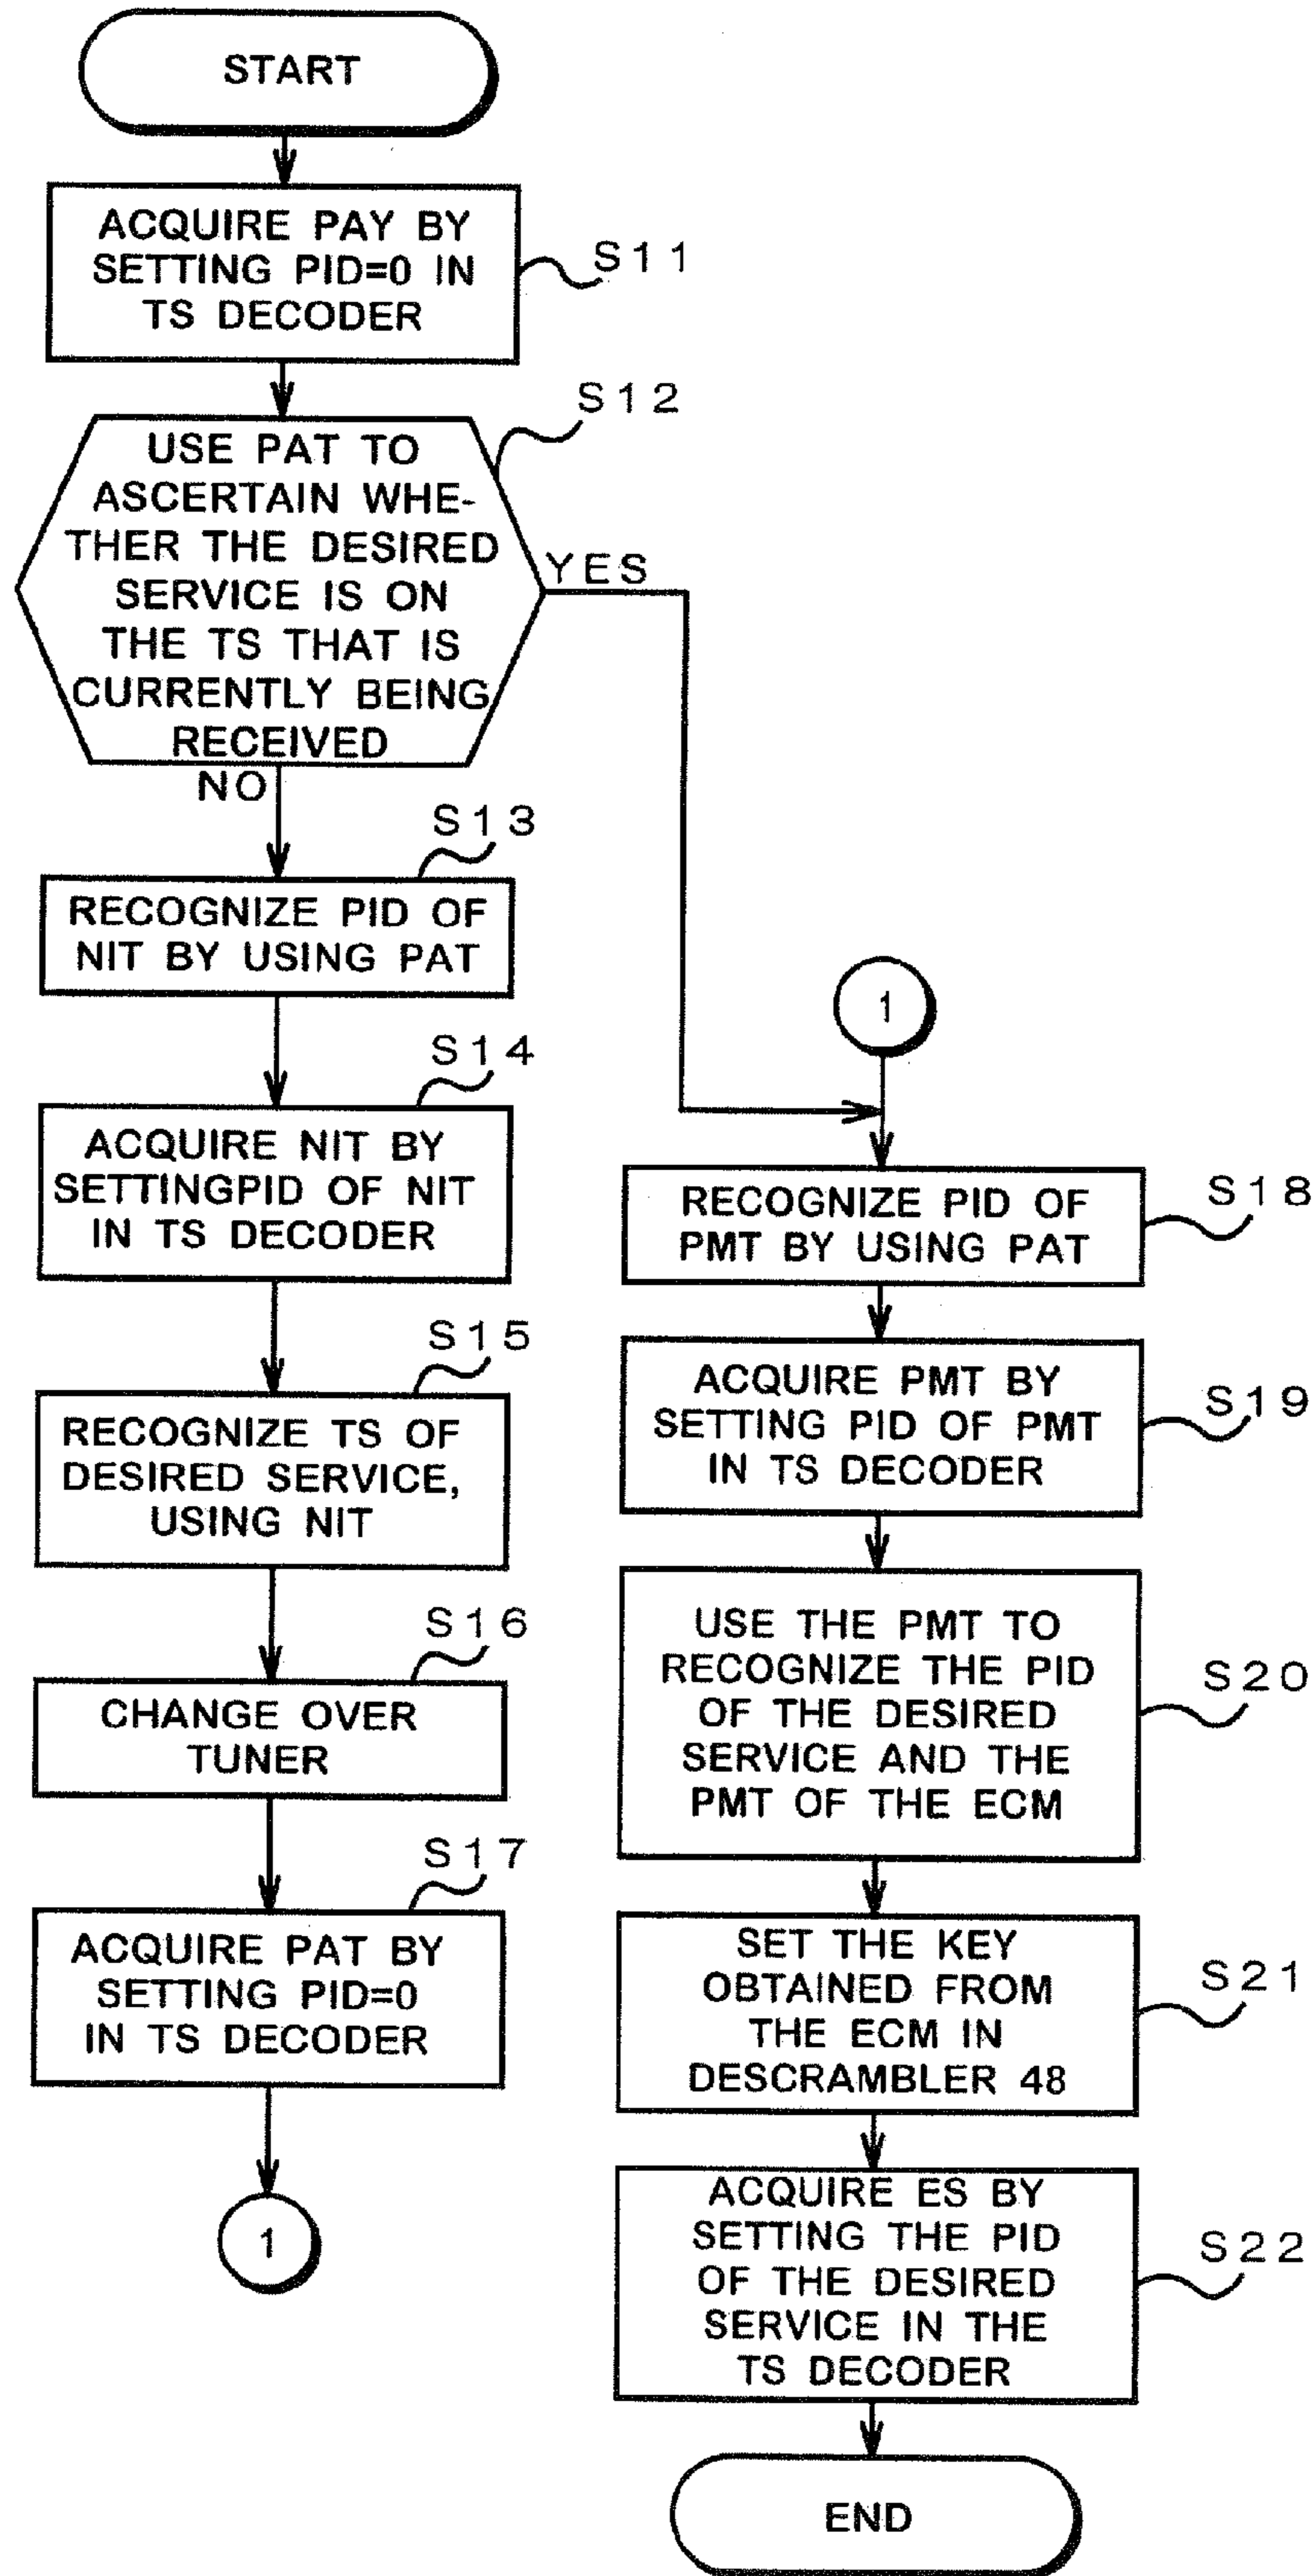 START
ACQUIRE PAY BY
SETTING PID=0 IN
TS DECODER
S11
USE PAT TO
ASCERTAIN WHE-
THER THE DESIRED
SERVICE IS ON
THE TS THAT IS
CURRENTLY BEING
RECEIVED
S12
YES
NO
RECOGNIZE PID OF
NIT BY USING PAT
S13
ACQUIRE NIT BY
SETTINGPID OF NIT
IN TS DECODER
S14
RECOGNIZE TS OF
DESIRED SERVICE,
USING NIT
S15
CHANGE OVER
TUNER
S16
ACQUIRE PAT BY
SETTING PID=0
IN TS DECODER
S17
1
1
RECOGNIZE PID OF
PMT BY USING PAT
S18
ACQUIRE PMT BY
SETTING PID OF PMT
IN TS DECODER
S19
USE THE PMT TO
RECOGNIZE THE PID
OF THE DESIRED
SERVICE AND THE
PMT OF THE ECM
S20
SET THE KEY
OBTAINED FROM
THE ECM IN
DESCRAMBLER 48
S21
ACQUIRE ES BY
SETTING THE PID
OF THE DESIRED
SERVICE IN THE
TS DECODER
S22
END